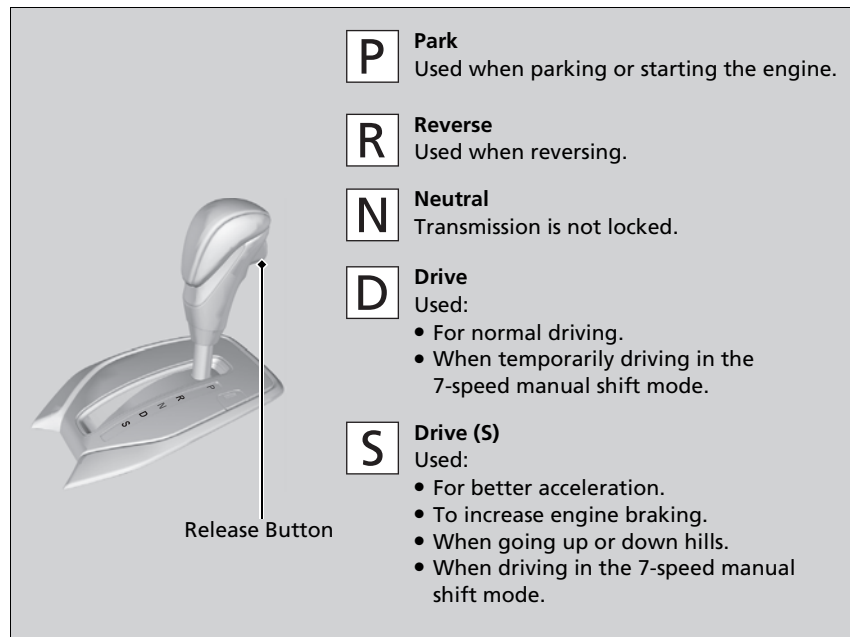 P
Park
Used when parking or starting the engine.
R
Reverse
Used when reversing.
N
Neutral
Transmission is not locked.
D
Drive
Used:
• For normal driving.
• When temporarily driving in the
7-speed manual shift mode.
S
Drive (S)
Used:
• For better acceleration.
• To increase engine braking.
• When going up or down hills.
• When driving in the 7-speed manual
shift mode.
P
R
N
D
S
Release Button